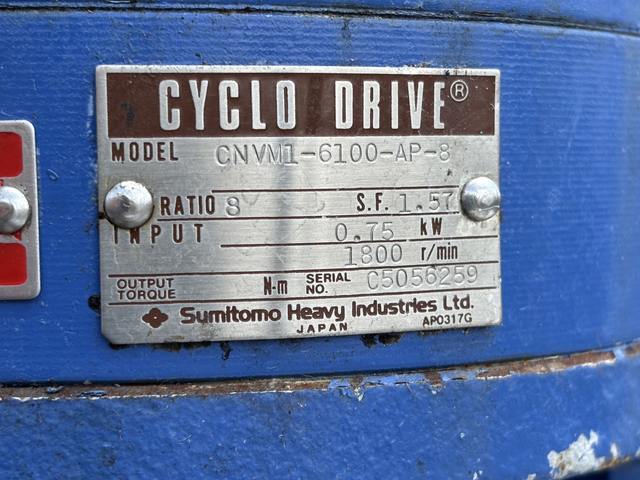 CYCLO DRIVE®
MODEL CNVM1-6100-AP-8
RATIO 8 S.F. 1.57
INPUT 0.75 kW
1800 r/min
OUTPUT TORQUE N·m SERIAL NO. C5056259
Sumitomo Heavy Industries Ltd.
JAPAN AP0317G